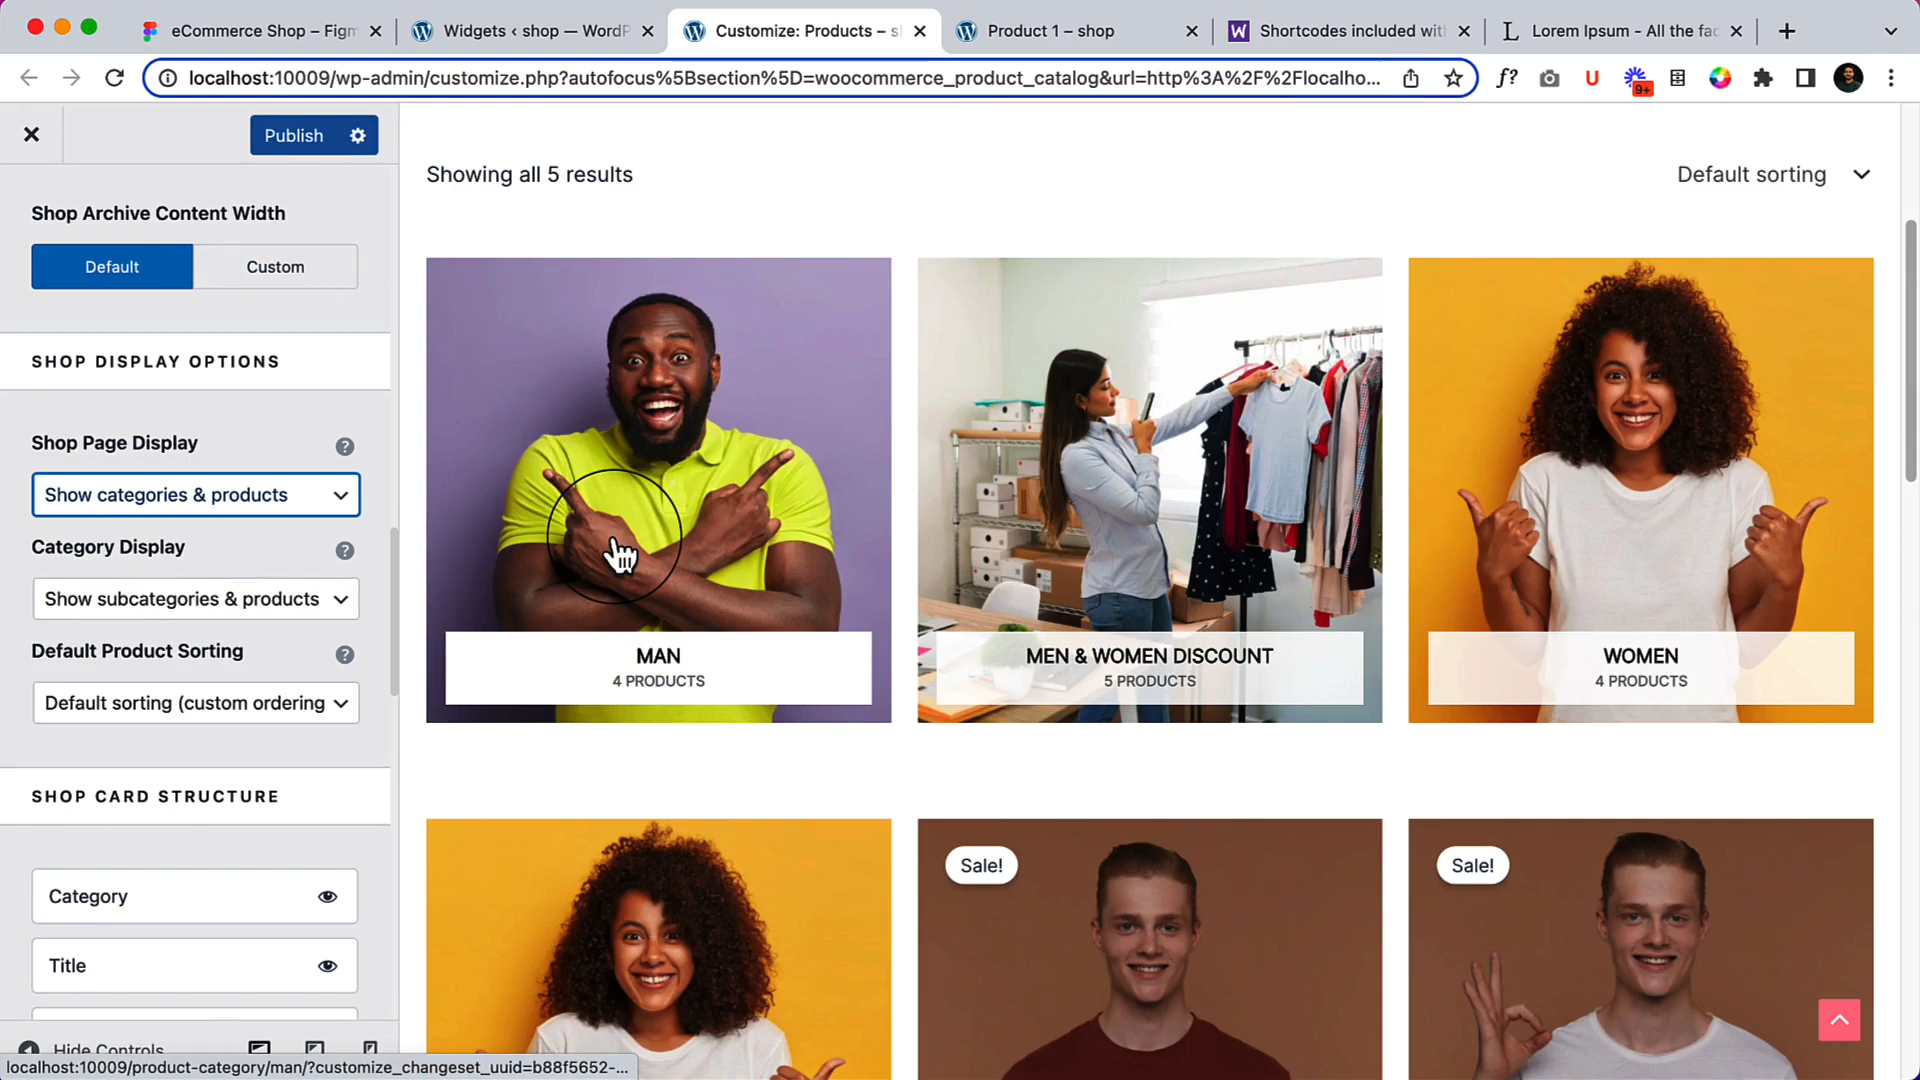 eCommerce Shop – Figm
Widgets ‹ shop — WordP
Customize: Products – s
Product 1 – shop
Shortcodes included wit
Lorem Ipsum - All the fac
localhost:10009/wp-admin/customize.php?autofocus%5Bsection%5D=woocommerce_product_catalog&url=http%3A%2F%2Flocalho...
f?
U
9+
Publish
Shop Archive Content Width
Default
Custom
SHOP DISPLAY OPTIONS
Shop Page Display
Show categories & products
Category Display
Show subcategories & products
Default Product Sorting
Default sorting (custom ordering
SHOP CARD STRUCTURE
Category
Title
Hide Controls
localhost:10009/product-category/man/?customize_changeset_uuid=b88f5652-...
Showing all 5 results
Default sorting
MAN
4 PRODUCTS
MEN & WOMEN DISCOUNT
5 PRODUCTS
WOMEN
4 PRODUCTS
Sale!
Sale!